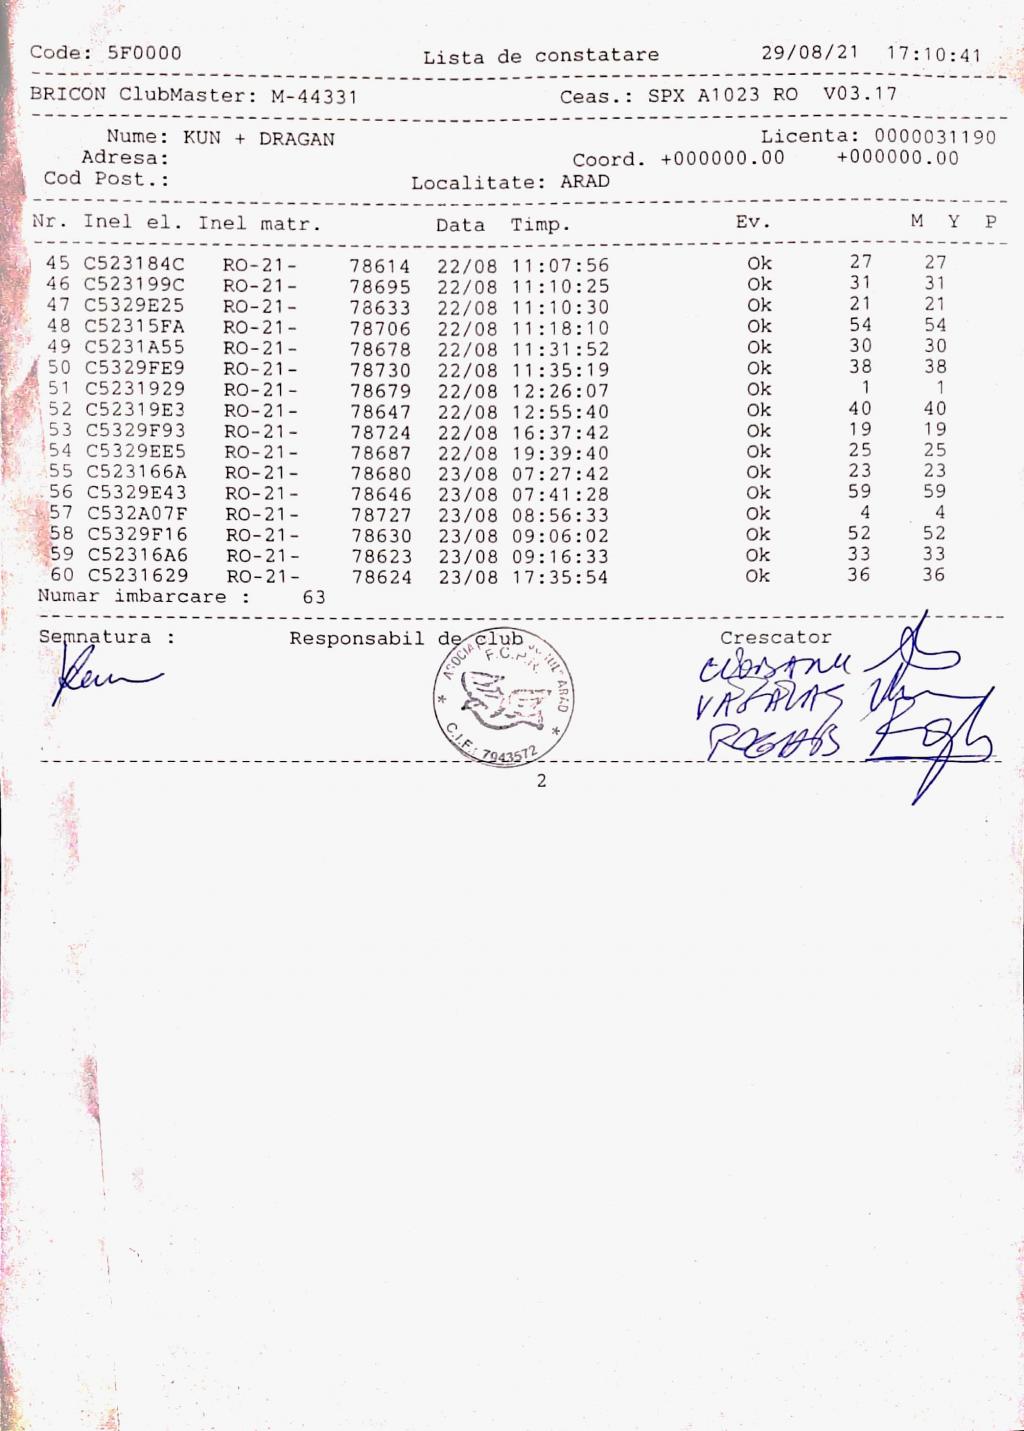 Code: 5F0000 Lista de constatare 29/08/21 17:10:41
BRICON ClubMaster: M-44331 Ceas.: SPX A1023 RO V03.17
Nume: KUN + DRAGAN Licenta: 0000031190
Adresa: Coord. +000000.00 +000000.00
Cod Post.: Localitate: ARAD
Nr. Inel el. Inel matr. Data Timp. Ev. M Y P
45 C523184C RO-21- 78614 22/08 11:07:56 Ok 27 27
46 C523199C RO-21- 78695 22/08 11:10:25 Ok 31 31
47 C5329E25 RO-21- 78633 22/08 11:10:30 Ok 21 21
48 C52315FA RO-21- 78706 22/08 11:18:10 Ok 54 54
49 C5231A55 RO-21- 78678 22/08 11:31:52 Ok 30 30
50 C5329FE9 RO-21- 78730 22/08 11:35:19 Ok 38 38
51 C5231929 RO-21- 78679 22/08 12:26:07 Ok 1 1
52 C52319E3 RO-21- 78647 22/08 12:55:40 Ok 40 40
53 C5329F93 RO-21- 78724 22/08 16:37:42 Ok 19 19
54 C5329EE5 RO-21- 78687 22/08 19:39:40 Ok 25 25
55 C523166A RO-21- 78680 23/08 07:27:42 Ok 23 23
56 C5329E43 RO-21- 78646 23/08 07:41:28 Ok 59 59
57 C532A07F RO-21- 78727 23/08 08:56:33 Ok 4 4
58 C5329F16 RO-21- 78630 23/08 09:06:02 Ok 52 52
59 C52316A6 RO-21- 78623 23/08 09:16:33 Ok 33 33
60 C5231629 RO-21- 78624 23/08 17:35:54 Ok 36 36
Numar imbarcare : 63
Semnatura : Responsabil de club Crescator
F.C.P.R.
ARAD
C.I.F.: 7943572
2